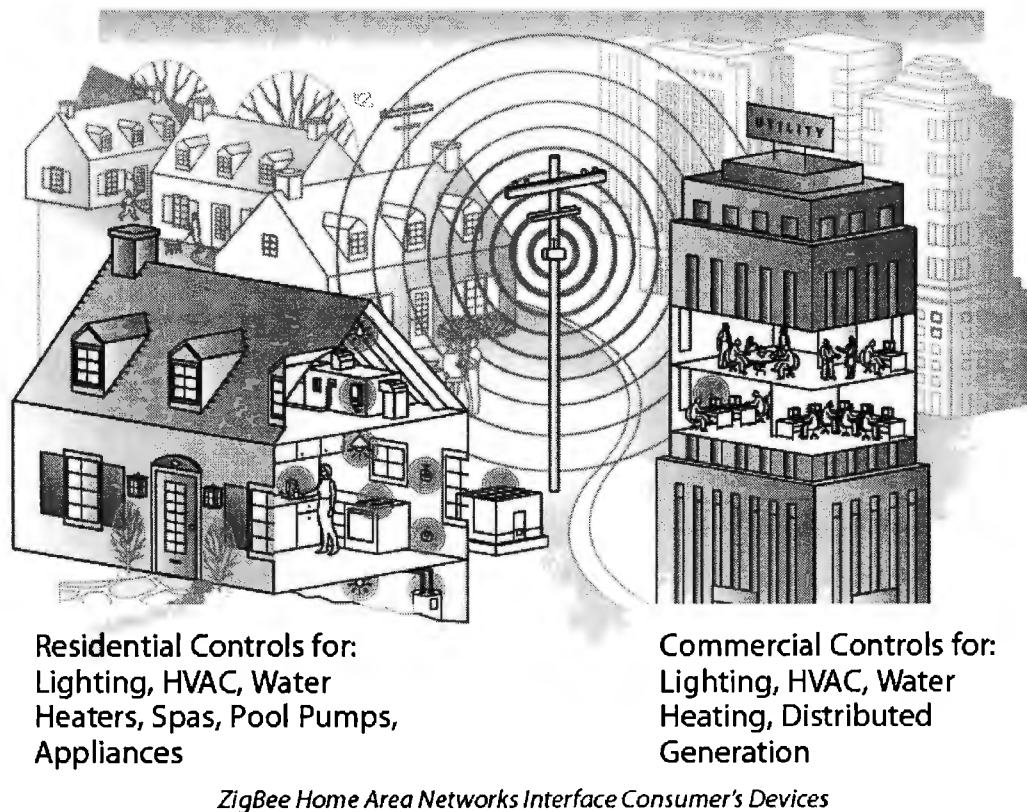 UTILITY
Residential Controls for:
Lighting, HVAC, Water
Heaters, Spas, Pool Pumps,
Appliances
Commercial Controls for:
Lighting, HVAC, Water
Heating, Distributed
Generation
ZigBee Home Area Networks Interface Consumer's Devices